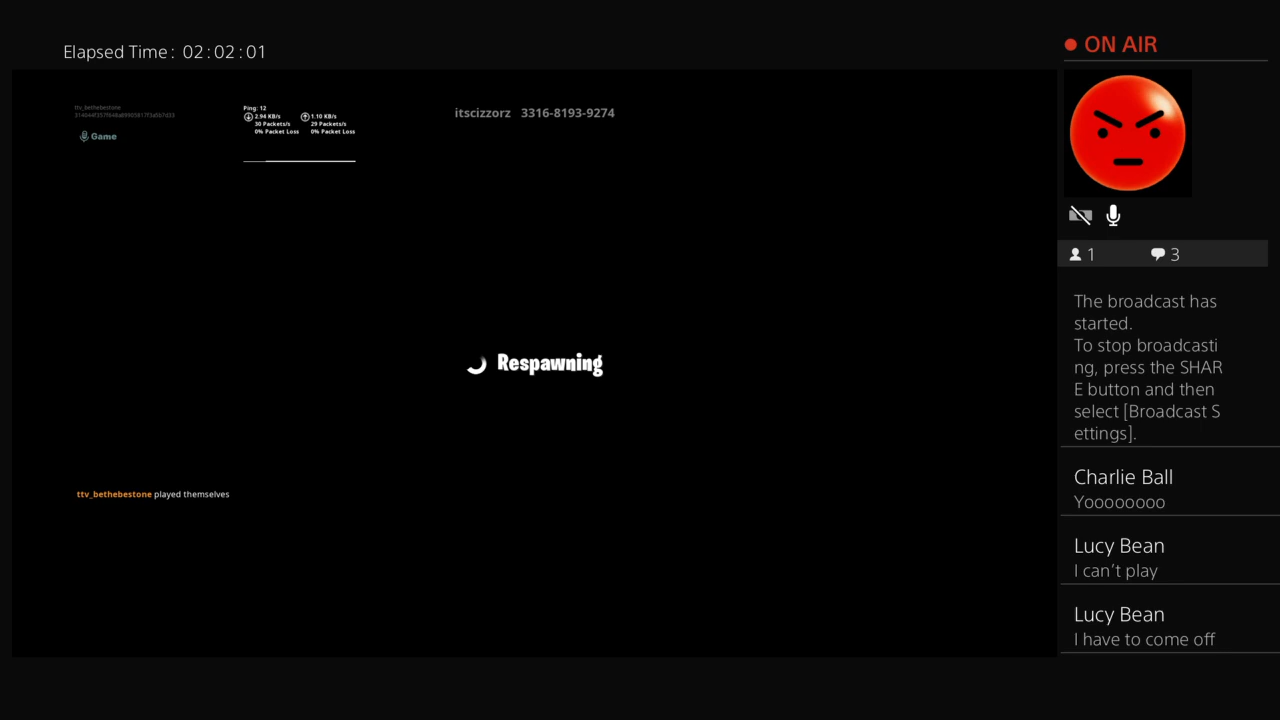 Elapsed Time: 02:02:01
ON AIR
ttv_bethebestone
Game
Ping: 12
2.94 KB/s 1.10 KB/s
30 Packets/s 29 Packets/s
0% Packet Loss 0% Packet Loss
itscizzorz 3316-8193-9274
1 3
The broadcast has
started.
To stop broadcasti
ng, press the SHAR
E button and then
select [Broadcast S
ettings].
Respawning
Charlie Ball
Yoooooooo
ttv_bethebestone played themselves
Lucy Bean
I can't play
Lucy Bean
I have to come off